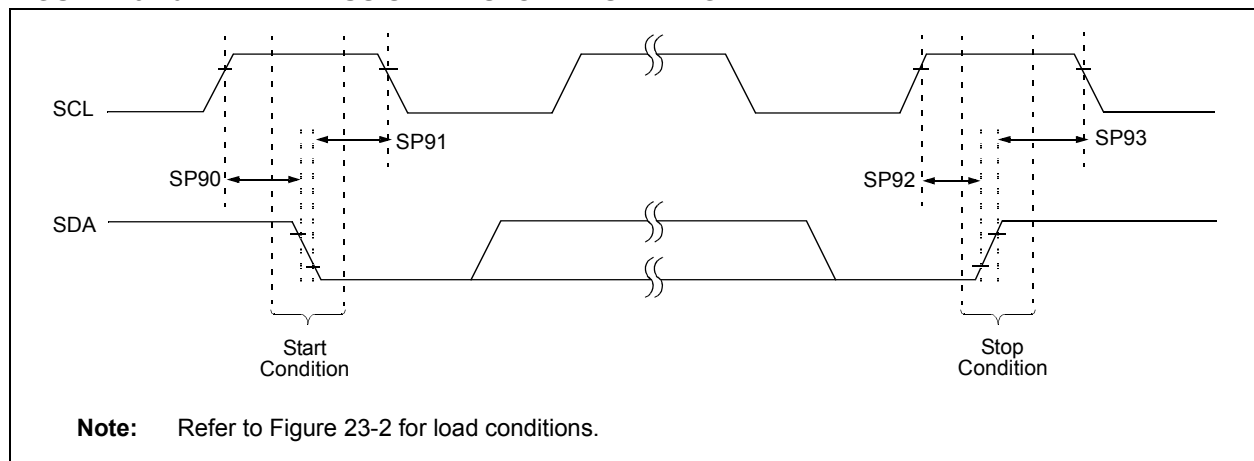 SCL
SP91
SP93
SP90
SP92
SDA
Start
Condition
Stop
Condition
Note: Refer to Figure 23-2 for load conditions.